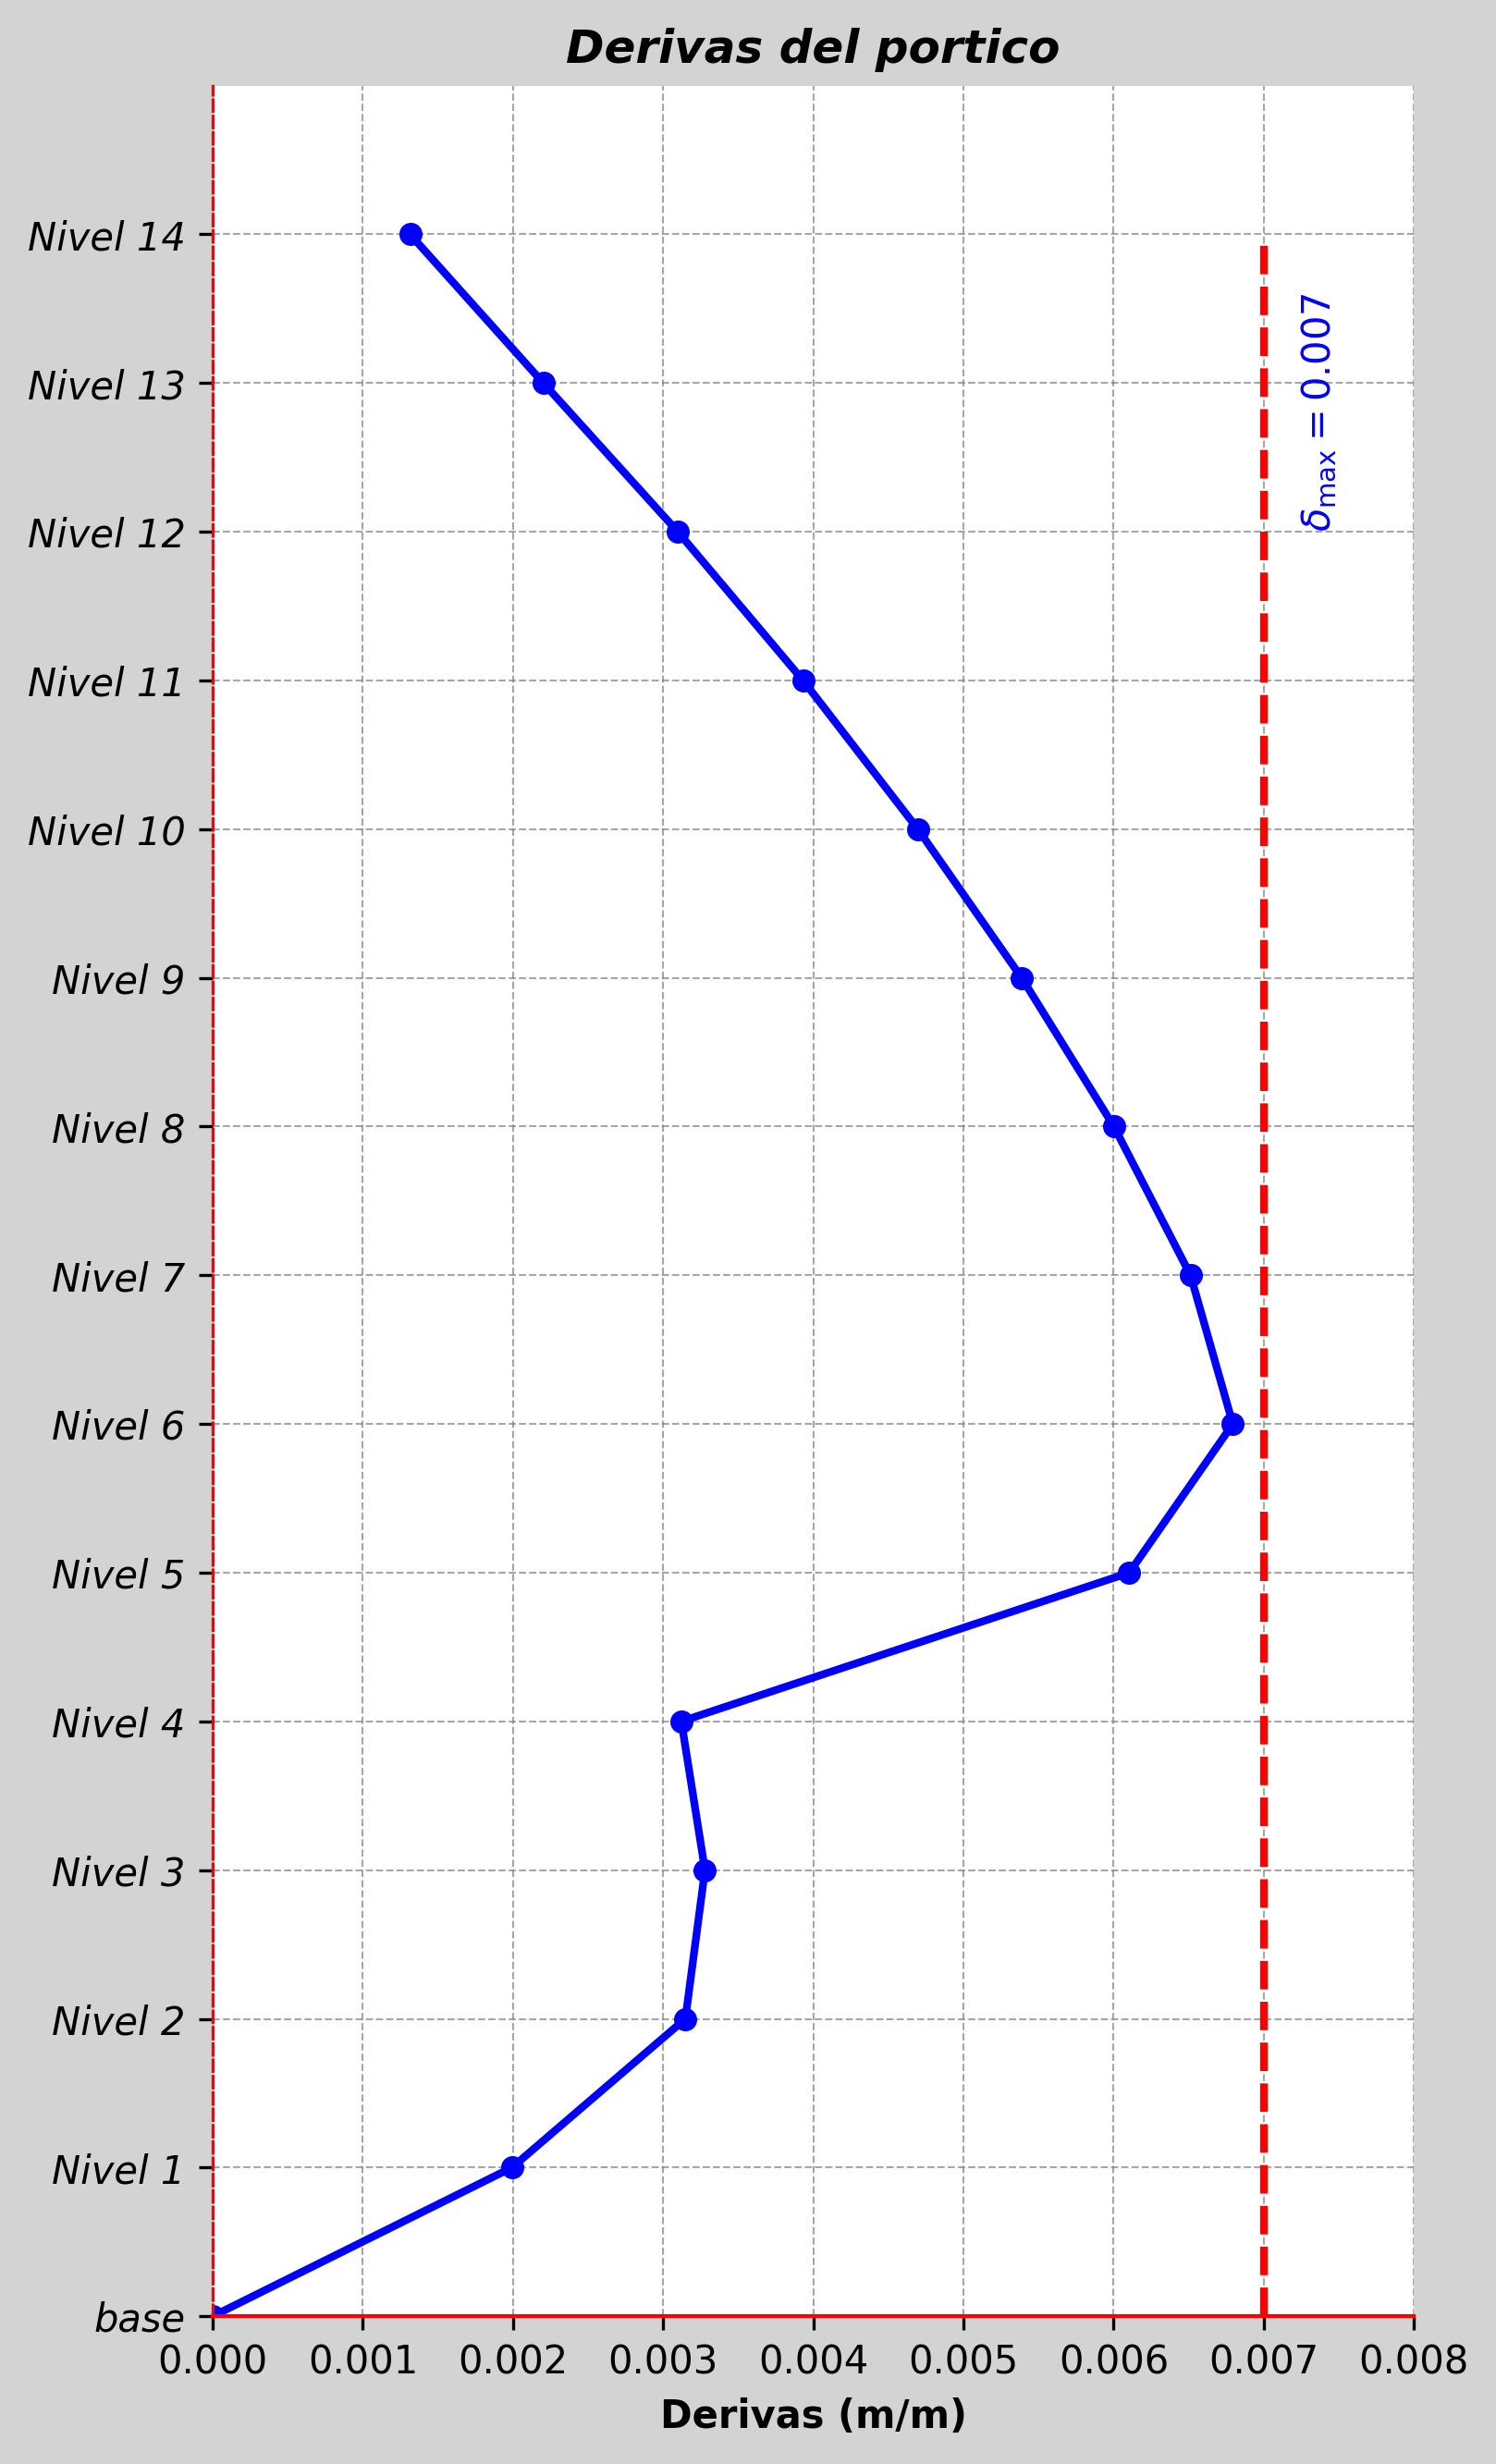 Derivas del portico
Nivel 14
Nivel 13
Nivel 12
Nivel 11
Nivel 10
Nivel 9
Nivel 8
Nivel 7
Nivel 6
Nivel 5
Nivel 4
Nivel 3
Nivel 2
Nivel 1
base
δmax = 0.007
0.000 0.001 0.002 0.003 0.004 0.005 0.006 0.007 0.008
Derivas (m/m)